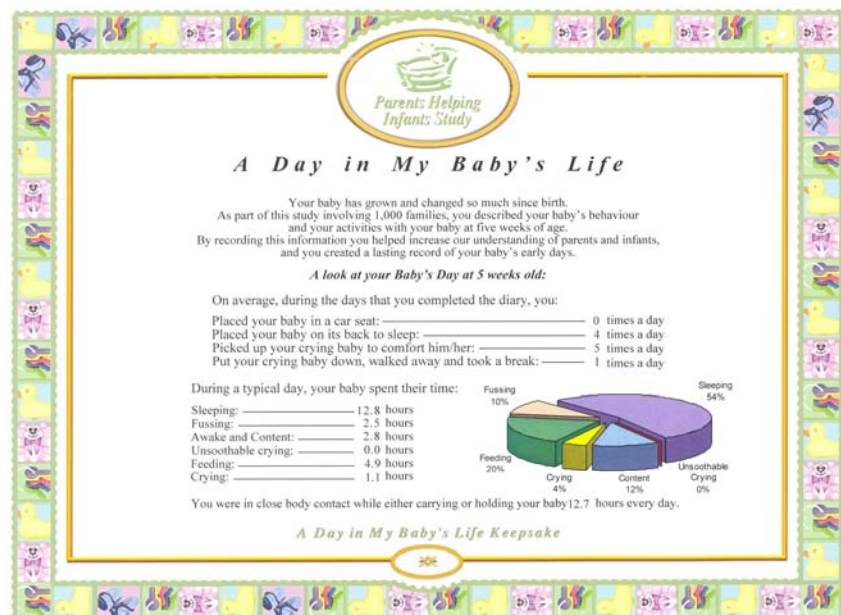 Parents Helping
Infants Study
A Day in My Baby's Life
Your baby has grown and changed so much since birth.
As part of this study involving 1,000 families, you described your baby's behaviour
and your activities with your baby at five weeks of age.
By recording this information you helped increase our understanding of parents and infants,
and you created a lasting record of your baby's early days.
A look at your Baby's Day at 5 weeks old:
On average, during the days that you completed the diary, you:
Placed your baby in a car seat: 0 times a day
Placed your baby on its back to sleep: 4 times a day
Picked up your crying baby to comfort him/her: 5 times a day
Put your crying baby down, walked away and took a break: 1 times a day
During a typical day, your baby spent their time:
Sleeping: 12.8 hours
Fussing: 2.5 hours
Awake and Content: 2.8 hours
Unsoothable crying: 0.0 hours
Feeding: 4.9 hours
Crying: 1.1 hours
Fussing
10%
Sleeping
54%
Feeding
20%
Crying
4%
Content
12%
Unsoothable
Crying
0%
You were in close body contact while either carrying or holding your baby12.7 hours every day.
A Day in My Baby's Life Keepsake